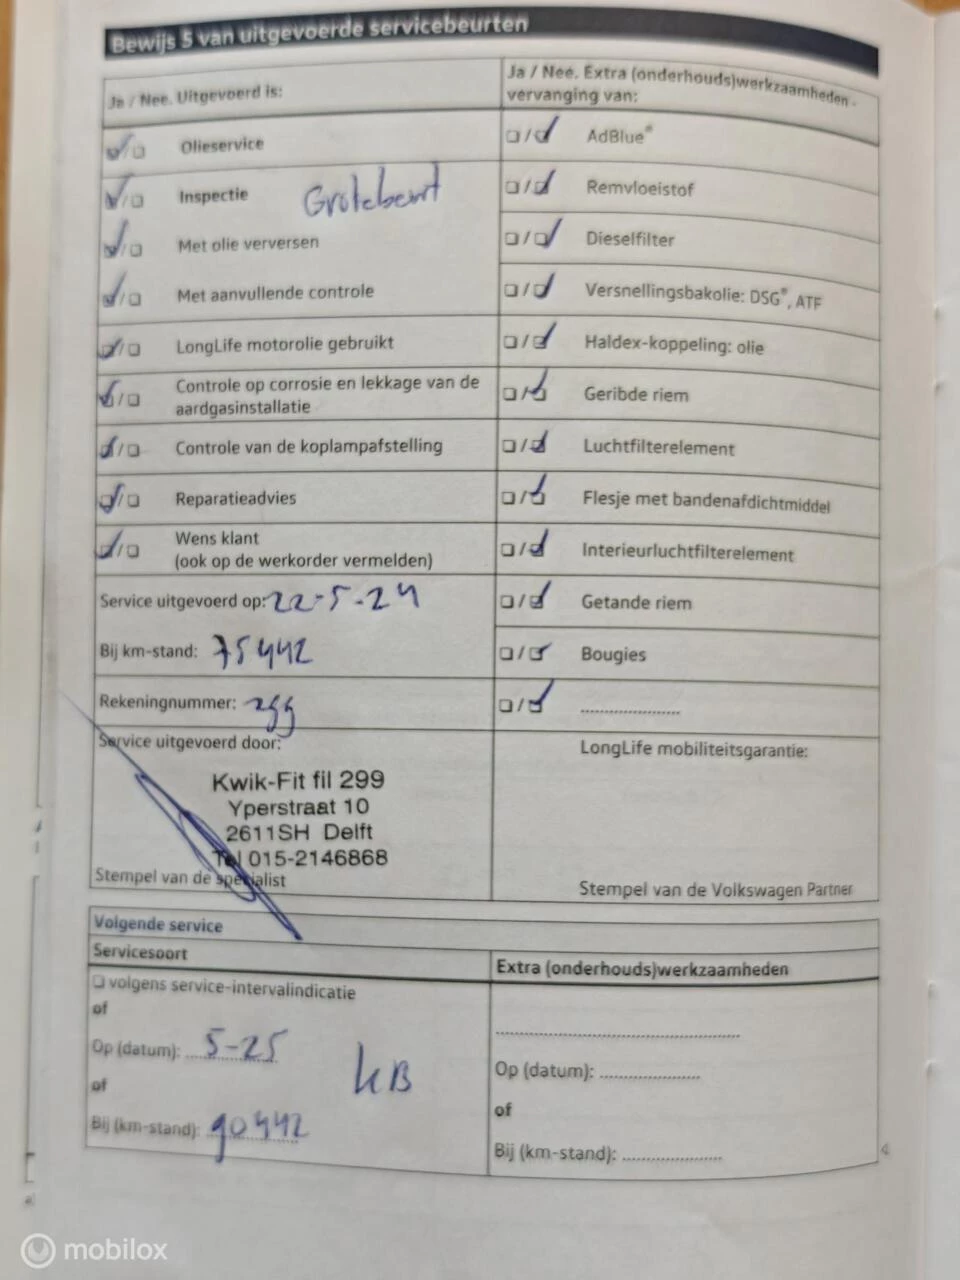 Bewijs 5 van uitgevoerde servicebeurten
Ja / Nee. Uitgevoerd is:
Olieservice
Inspectie Grotebeurt
Met olie verversen
Met aanvullende controle
LongLife motorolie gebruikt
Controle op corrosie en lekkage van de
aardgasinstallatie
Controle van de koplampafstelling
Reparatieadvies
Wens klant
(ook op de werkorder vermelden)
Service uitgevoerd op: 22-5-24
Bij km-stand: 75442
Rekeningnummer: 299
Service uitgevoerd door:
Kwik-Fit fil 299
Yperstraat 10
2611SH Delft
Tel 015-2146868
Stempel van de specialist
Ja / Nee. Extra (onderhouds)werkzaamheden -
vervanging van:
AdBlue®
Remvloeistof
Dieselfilter
Versnellingsbakolie: DSG®, ATF
Haldex-koppeling: olie
Geribde riem
Luchtfilterelement
Flesje met bandenafdichtmiddel
Interieurluchtfilterelement
Getande riem
Bougies
....................
LongLife mobiliteitsgarantie:
Stempel van de Volkswagen Partner
Volgende service
Servicesoort
volgens service-intervalindicatie
of
Op (datum): 5-25
of
KB
Bij (km-stand): 90442
Extra (onderhouds)werkzaamheden
....................
Op (datum): ....................
of
Bij (km-stand): ....................
4
mobilox